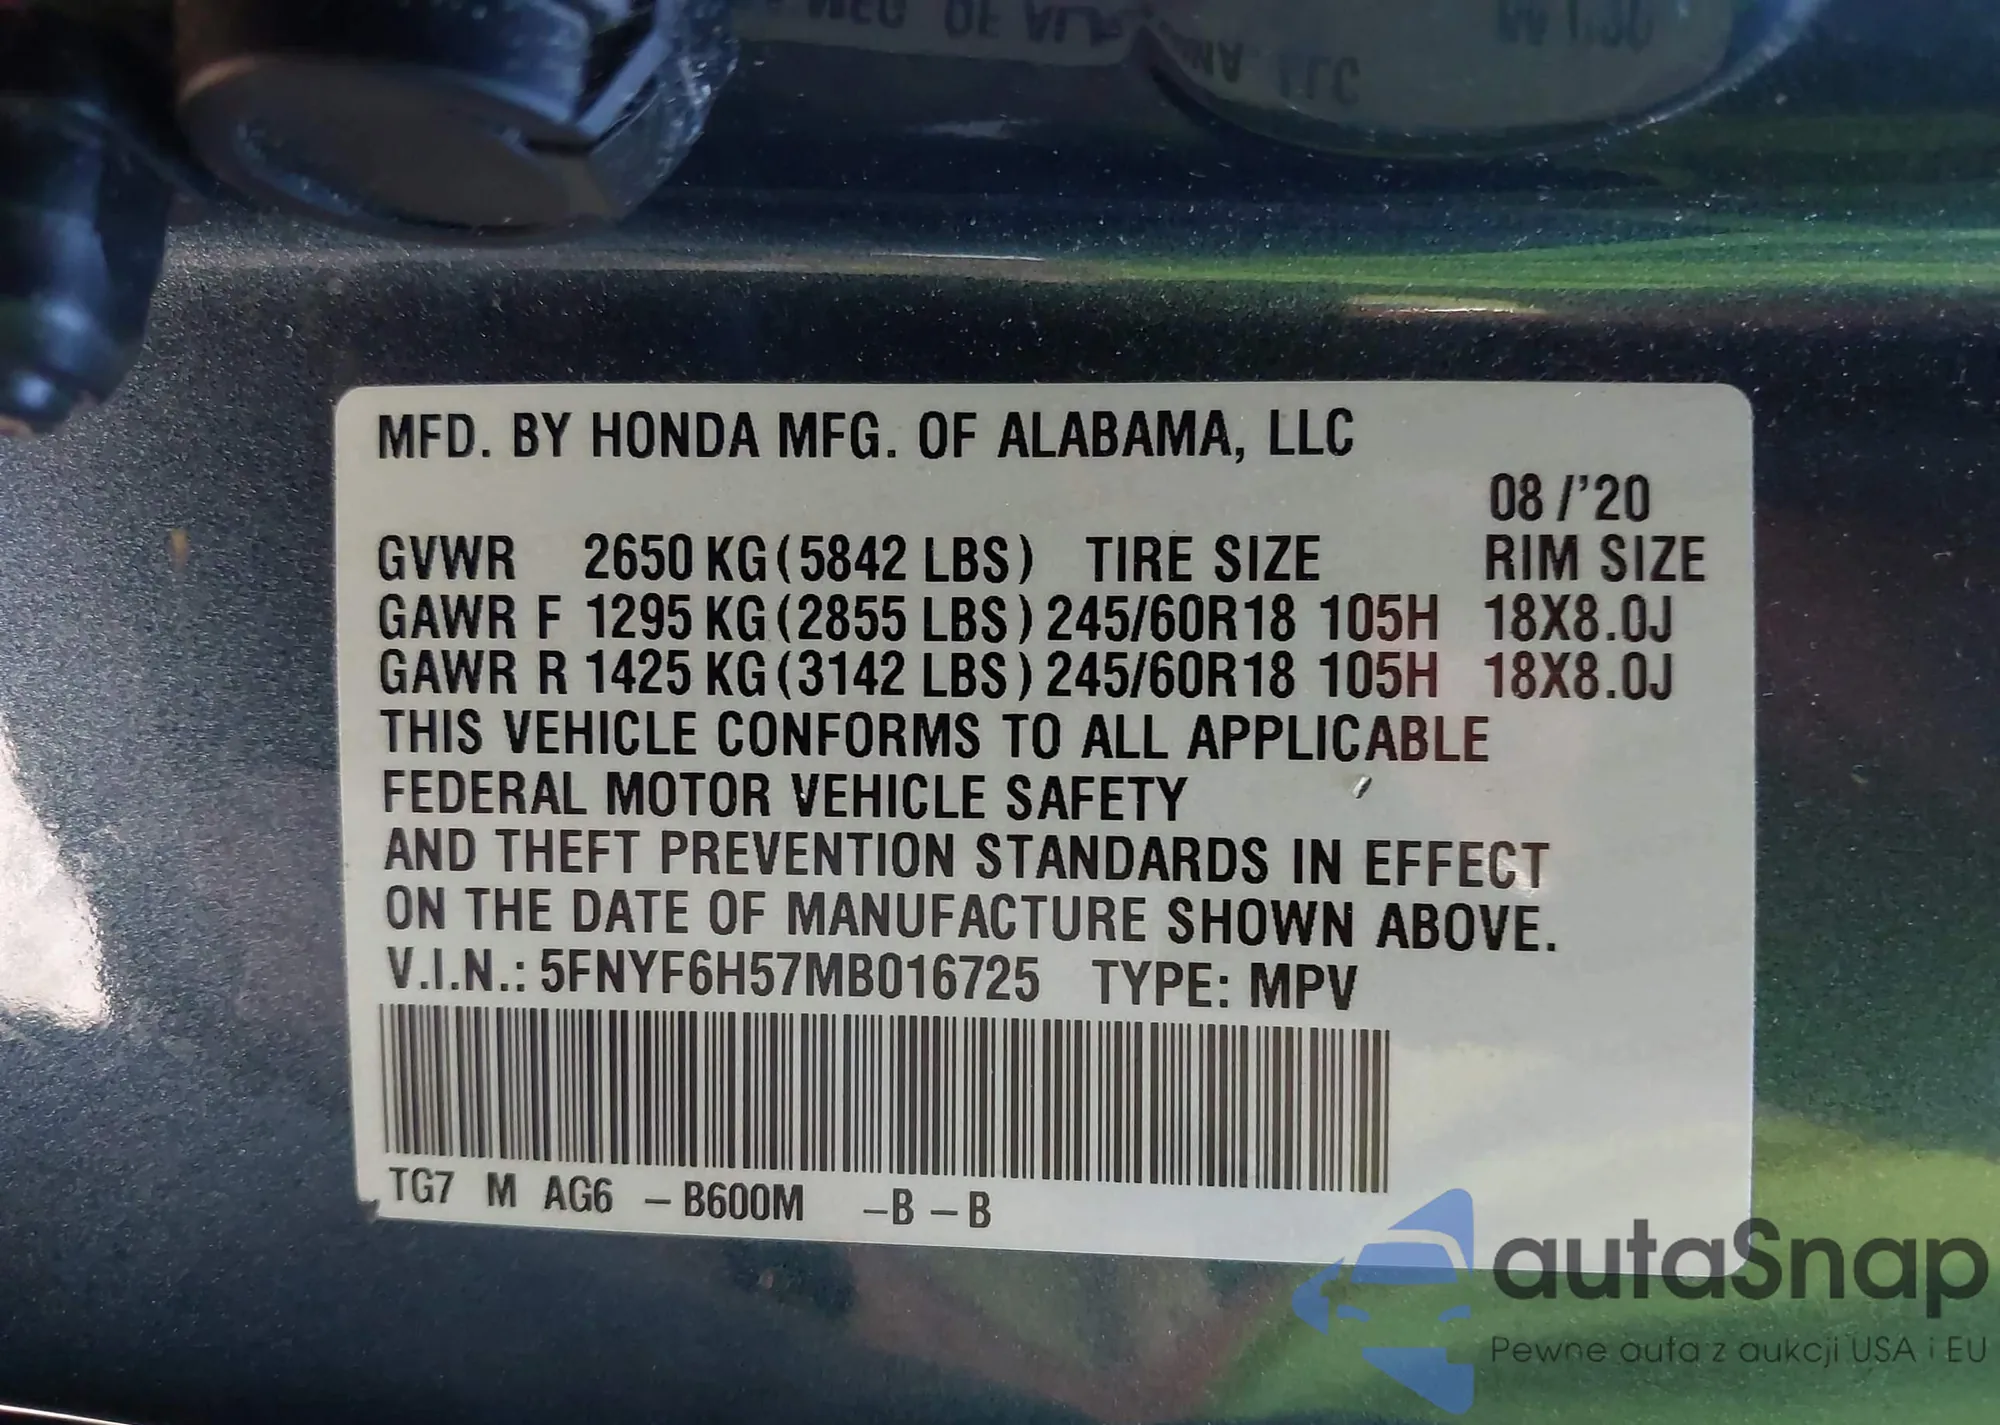 MFD. BY HONDA MFG. OF ALABAMA, LLC
08 /'20
GVWR 2650 KG (5842 LBS) TIRE SIZE RIM SIZE
GAWR F 1295 KG (2855 LBS) 245/60R18 105H 18X8.0J
GAWR R 1425 KG (3142 LBS) 245/60R18 105H 18X8.0J
THIS VEHICLE CONFORMS TO ALL APPLICABLE
FEDERAL MOTOR VEHICLE SAFETY
AND THEFT PREVENTION STANDARDS IN EFFECT
ON THE DATE OF MANUFACTURE SHOWN ABOVE.
V.I.N.: 5FNYF6H57MB016725 TYPE: MPV
TG7 M AG6 – B600M –B – B
autaSnap
Pewne auta z aukcji USA i EU